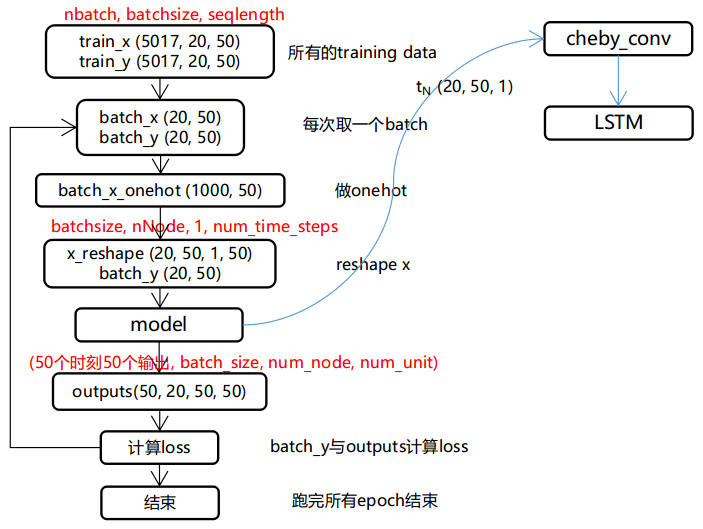 nbatch, batchsize, seqlength
train_x (5017, 20, 50)
train_y (5017, 20, 50)
所有的training data
cheby_conv
t_N (20, 50, 1)
batch_x (20, 50)
batch_y (20, 50)
每次取一个batch
LSTM
batch_x_onehot (1000, 50)
做onehot
batchsize, nNode, 1, num_time_steps
x_reshape (20, 50, 1, 50)
batch_y (20, 50)
reshape x
model
(50个时刻50个输出, batch_size, num_node, num_unit)
outputs(50, 20, 50, 50)
计算loss
batch_y与outputs计算loss
结束
跑完所有epoch结束